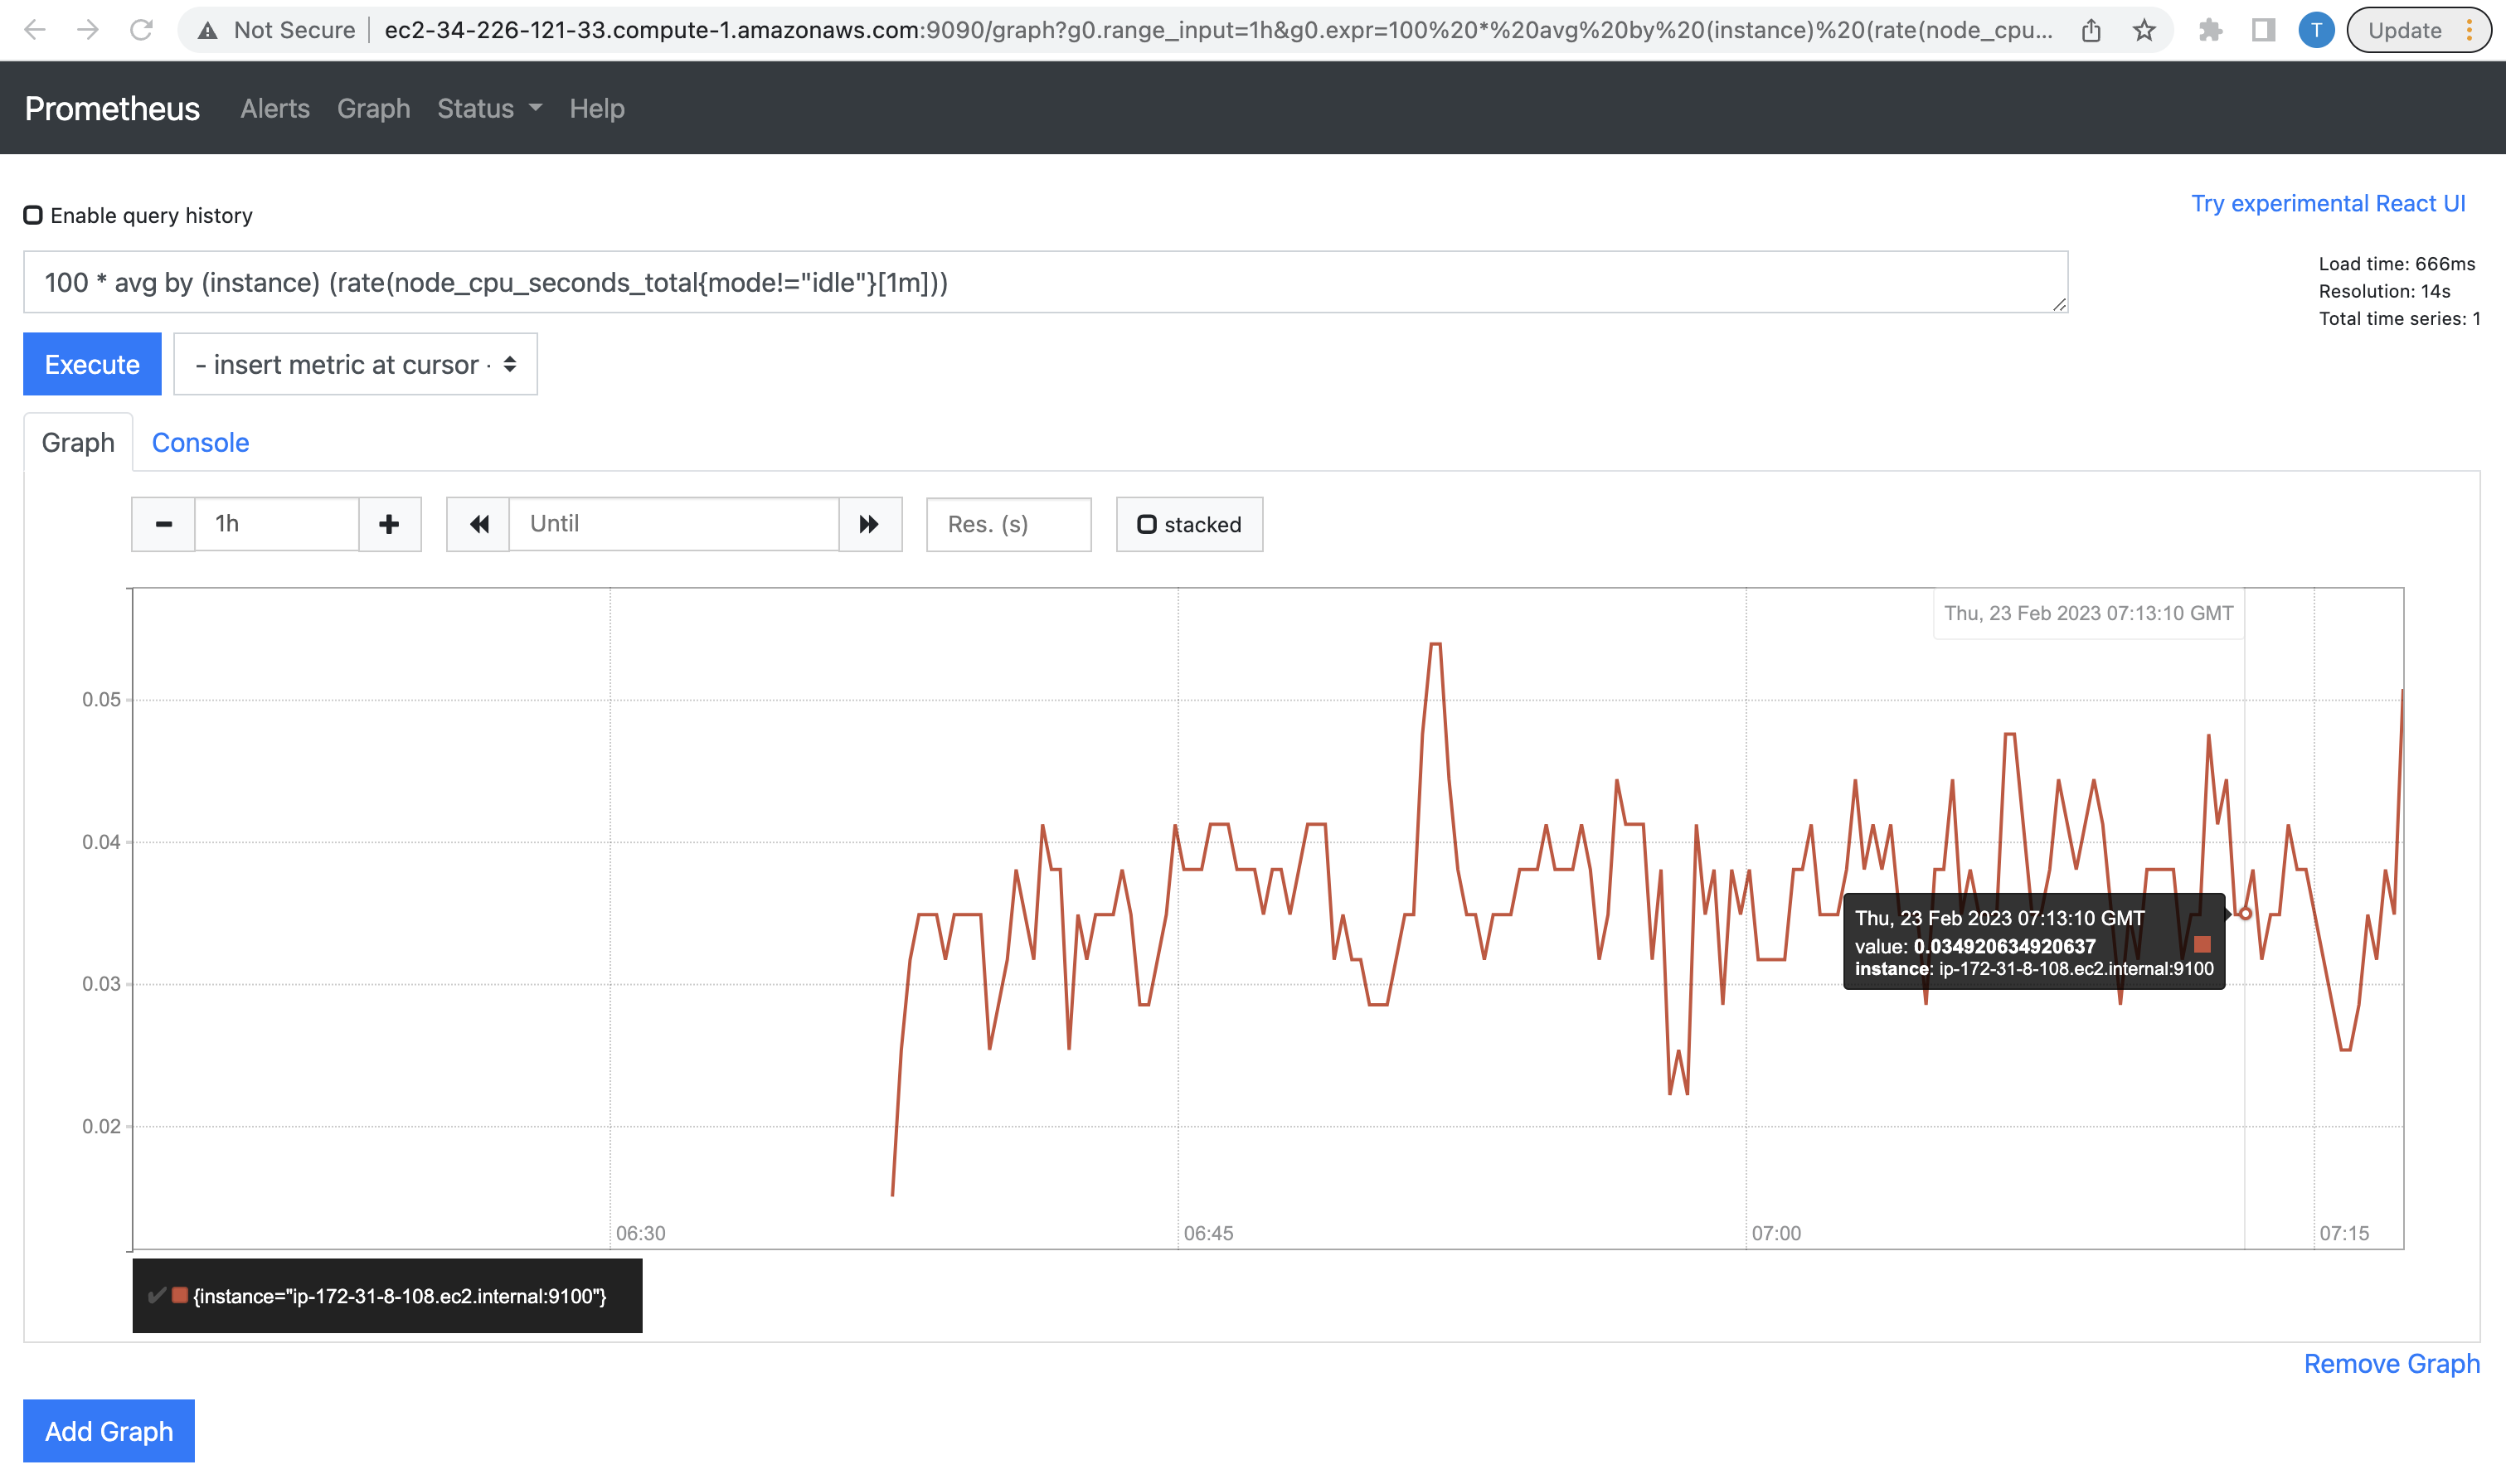 Not Secure | ec2-34-226-121-33.compute-1.amazonaws.com:9090/graph?g0.range_input=1h&g0.expr=100%20*%20avg%20by%20(instance)%20(rate(node_cpu... T Update
Prometheus Alerts Graph Status Help
Try experimental React UI
Enable query history
Load time: 666ms
100 * avg by (instance) (rate(node_cpu_seconds_total{mode!="idle"}[1m]))
Resolution: 14s
Total time series: 1
Execute - insert metric at cursor -
Graph Console
1h Until Res. (s) stacked
Thu, 23 Feb 2023 07:13:10 GMT
0.05
0.04
Thu, 23 Feb 2023 07:13:10 GMT
value: 0.034920634920637
instance: ip-172-31-8-108.ec2.internal:9100
0.03
0.02
06:30 06:45 07:00 07:15
{instance="ip-172-31-8-108.ec2.internal:9100"}
Remove Graph
Add Graph